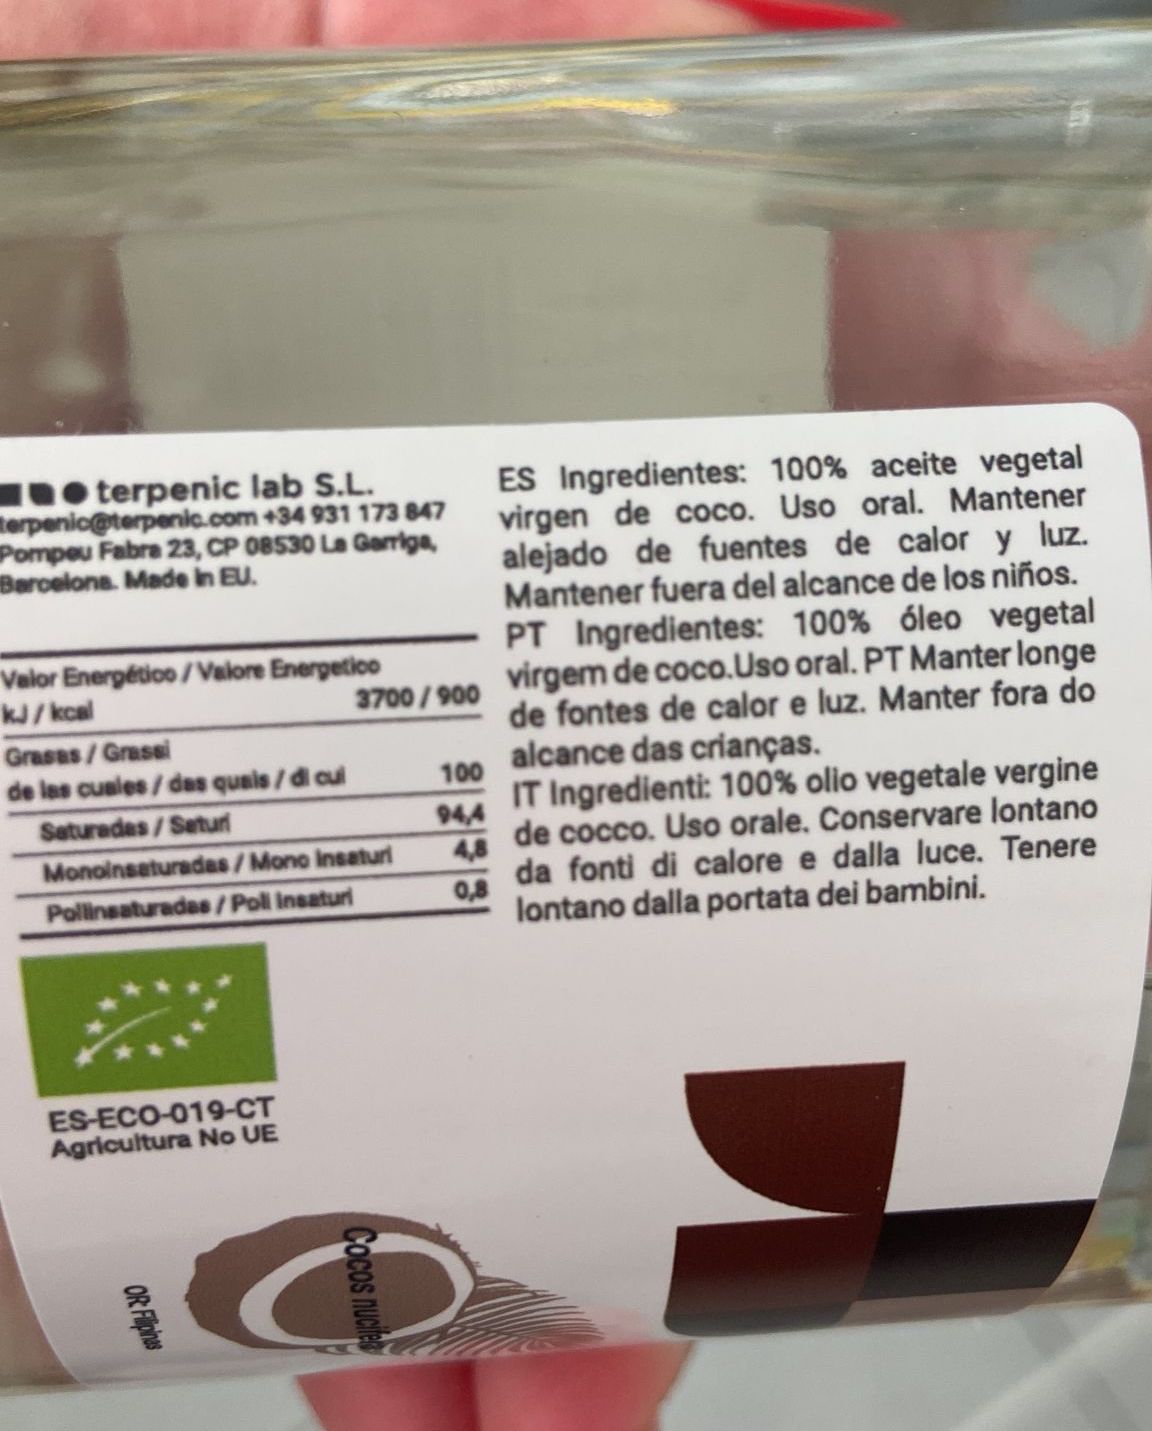 terpenic lab S.L.
terpenic@terpenic.com +34 931 173 847
Pompeu Fabra 23, CP 08530 La Garriga,
Barcelona. Made in EU.
Valor Energético / Valore Energetico
kJ / kcal 3700 / 900
Grasas / Grassi
de las cuales / das quais / di cui 100
Saturadas / Saturi 94,4
Monoinsaturadas / Mono insaturi 4,8
Poliinsaturadas / Poli insaturi 0,8
ES-ECO-019-CT
Agricultura No UE
ES Ingredientes: 100% aceite vegetal
virgen de coco. Uso oral. Mantener
alejado de fuentes de calor y luz.
Mantener fuera del alcance de los niños.
PT Ingredientes: 100% óleo vegetal
virgem de coco.Uso oral. PT Manter longe
de fontes de calor e luz. Manter fora do
alcance das crianças.
IT Ingredienti: 100% olio vegetale vergine
de cocco. Uso orale. Conservare lontano
da fonti di calore e dalla luce. Tenere
lontano dalla portata dei bambini.
Cocos nucifera
OR: Filipinas